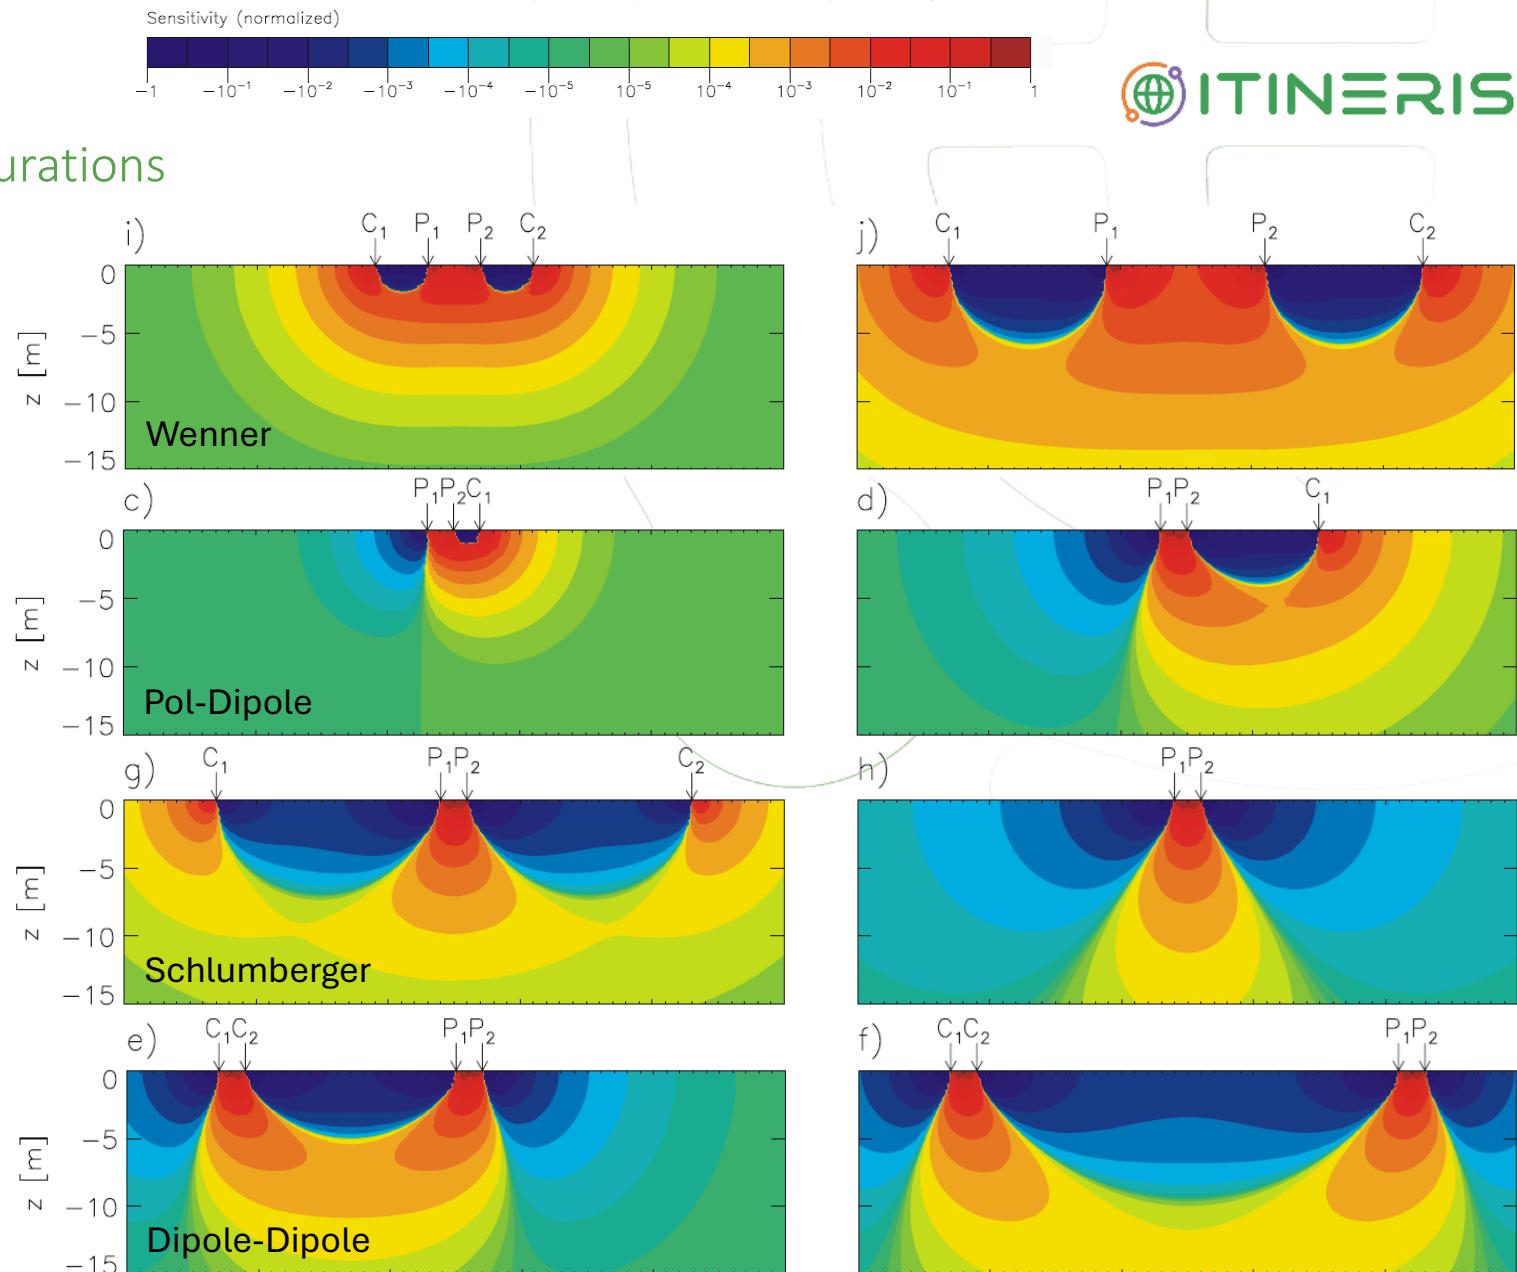 Sensitivity (normalized)
−1 −10⁻¹ −10⁻² −10⁻³ −10⁻⁴ −10⁻⁵ 10⁻⁵ 10⁻⁴ 10⁻³ 10⁻² 10⁻¹ 1
ITINERIS
urations
i) C₁ P₁ P₂ C₂
j) C₁ P₁ P₂ C₂
0
−5
−10
−15
z [m]
Wenner
c) P₁P₂C₁
d) P₁P₂ C₁
0
−5
−10
−15
z [m]
Pol-Dipole
g) C₁ P₁P₂ C₂
h) P₁P₂
0
−5
−10
−15
z [m]
Schlumberger
e) C₁C₂ P₁P₂
f) C₁C₂ P₁P₂
0
−5
−10
−15
z [m]
Dipole-Dipole